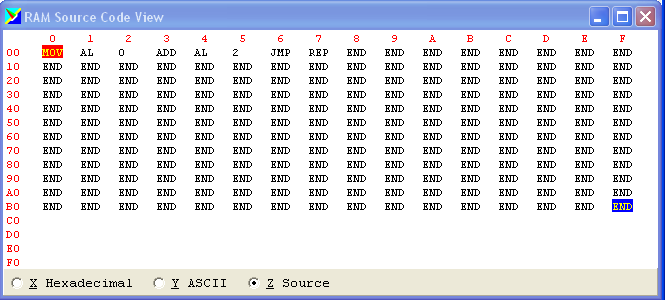 RAM Source Code View
0 1 2 3 4 5 6 7 8 9 A B C D E F
00 MOV AL 0 ADD AL 2 JMP REP END END END END END END END END
10 END END END END END END END END END END END END END END END END
20 END END END END END END END END END END END END END END END END
30 END END END END END END END END END END END END END END END END
40 END END END END END END END END END END END END END END END END
50 END END END END END END END END END END END END END END END END
60 END END END END END END END END END END END END END END END END
70 END END END END END END END END END END END END END END END END
80 END END END END END END END END END END END END END END END END
90 END END END END END END END END END END END END END END END END
A0 END END END END END END END END END END END END END END END END
B0 END END END END END END END END END END END END END END END END
C0
D0
E0
F0
X Hexadecimal Y ASCII Z Source